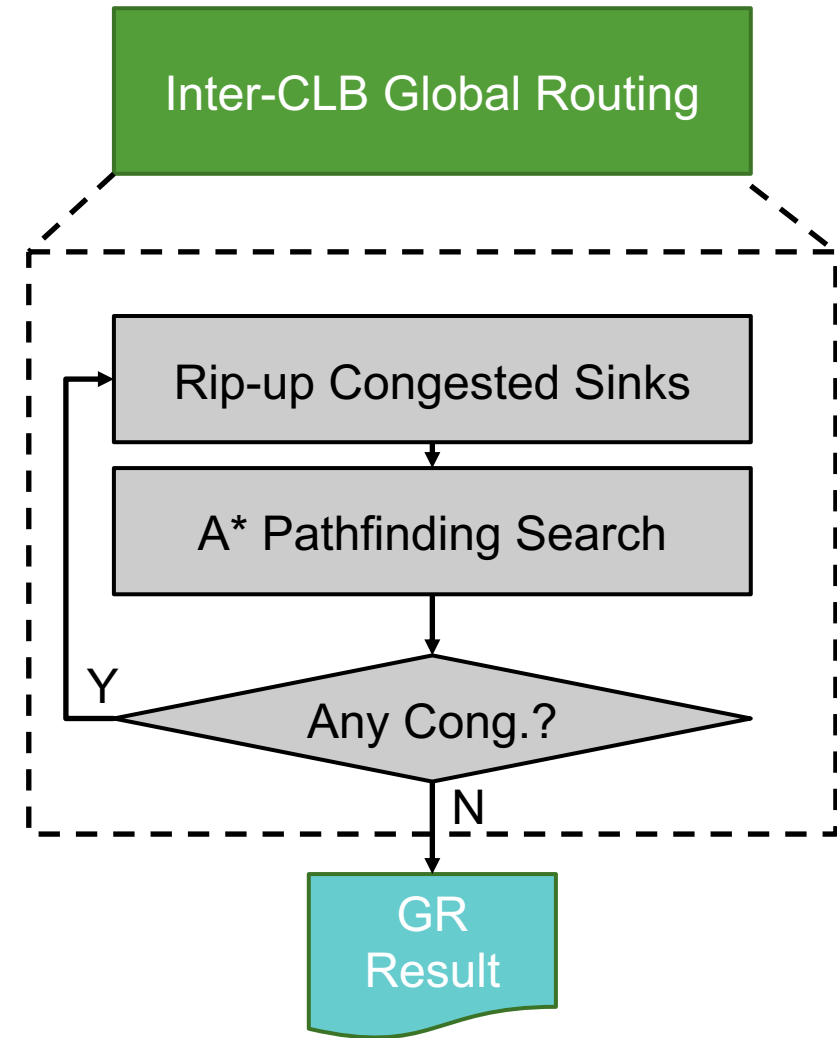 Inter-CLB Global Routing
Rip-up Congested Sinks
A* Pathfinding Search
Y
Any Cong.?
N
GR
Result